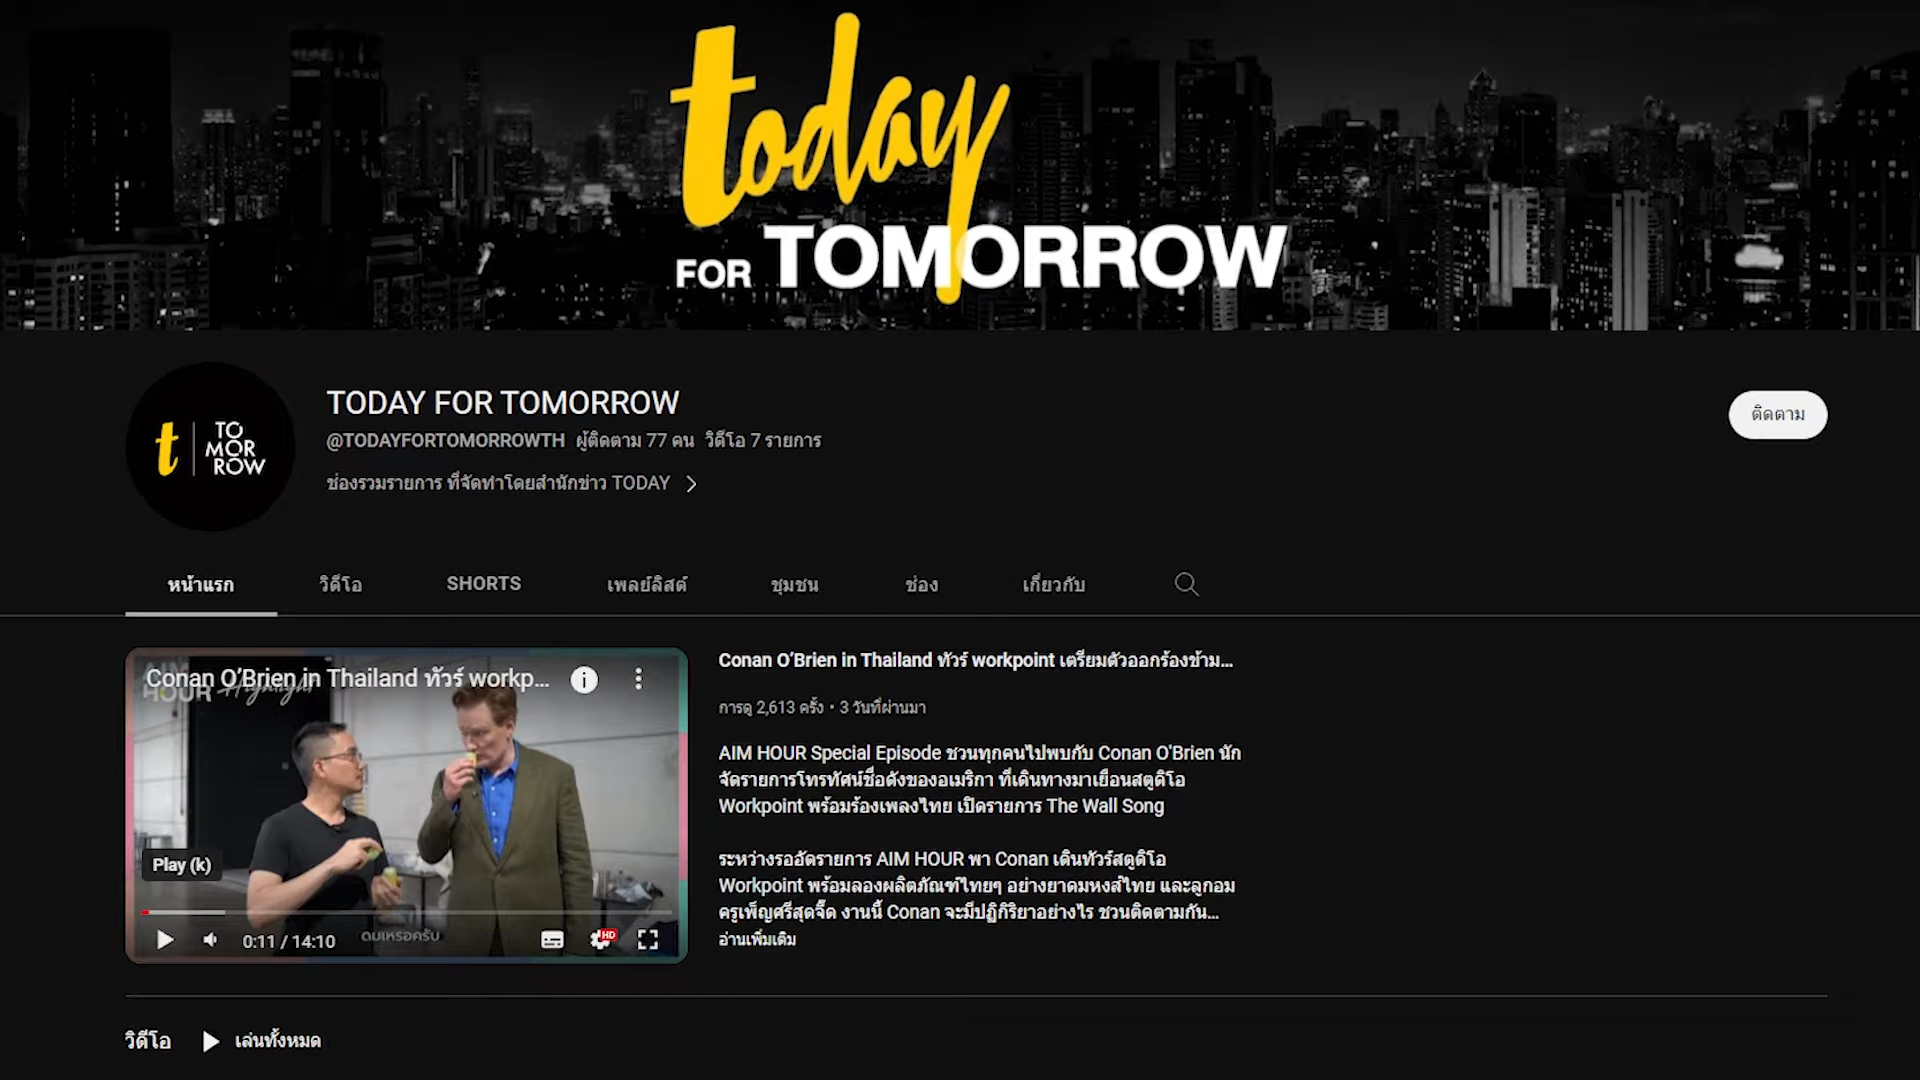 today
FOR TOMORROW
t TO
MOR
ROW
TODAY FOR TOMORROW
@TODAYFORTOMORROWTH ผู้ติดตาม 77 คน วิดีโอ 7 รายการ
ช่องรวมรายการ ที่จัดทำโดยสำนักข่าว TODAY
ติดตาม
หน้าแรก วิดีโอ SHORTS เพลย์ลิสต์ ชุมชน ช่อง เกี่ยวกับ
AIM
Conan O’Brien in Thailand ทัวร์ workp...
HOUR Highlight
Play (k)
ดมเหรอครับ
0:11 / 14:10
HD
Conan O’Brien in Thailand ทัวร์ workpoint เตรียมตัวออกร้องข้าม...
การดู 2,613 ครั้ง • 3 วันที่ผ่านมา
AIM HOUR Special Episode ชวนทุกคนไปพบกับ Conan O'Brien นัก
จัดรายการโทรทัศน์ชื่อดังของอเมริกา ที่เดินทางมาเยือนสตูดิโอ
Workpoint พร้อมร้องเพลงไทย เปิดรายการ The Wall Song
ระหว่างรออัดรายการ AIM HOUR พา Conan เดินทัวร์สตูดิโอ
Workpoint พร้อมลองผลิตภัณฑ์ไทยๆ อย่างยาดมหงส์ไทย และลูกอม
ครูเพ็ญศรีสุดจี๊ด งานนี้ Conan จะมีปฏิกิริยาอย่างไร ชวนติดตามกัน...
อ่านเพิ่มเติม
วิดีโอ เล่นทั้งหมด